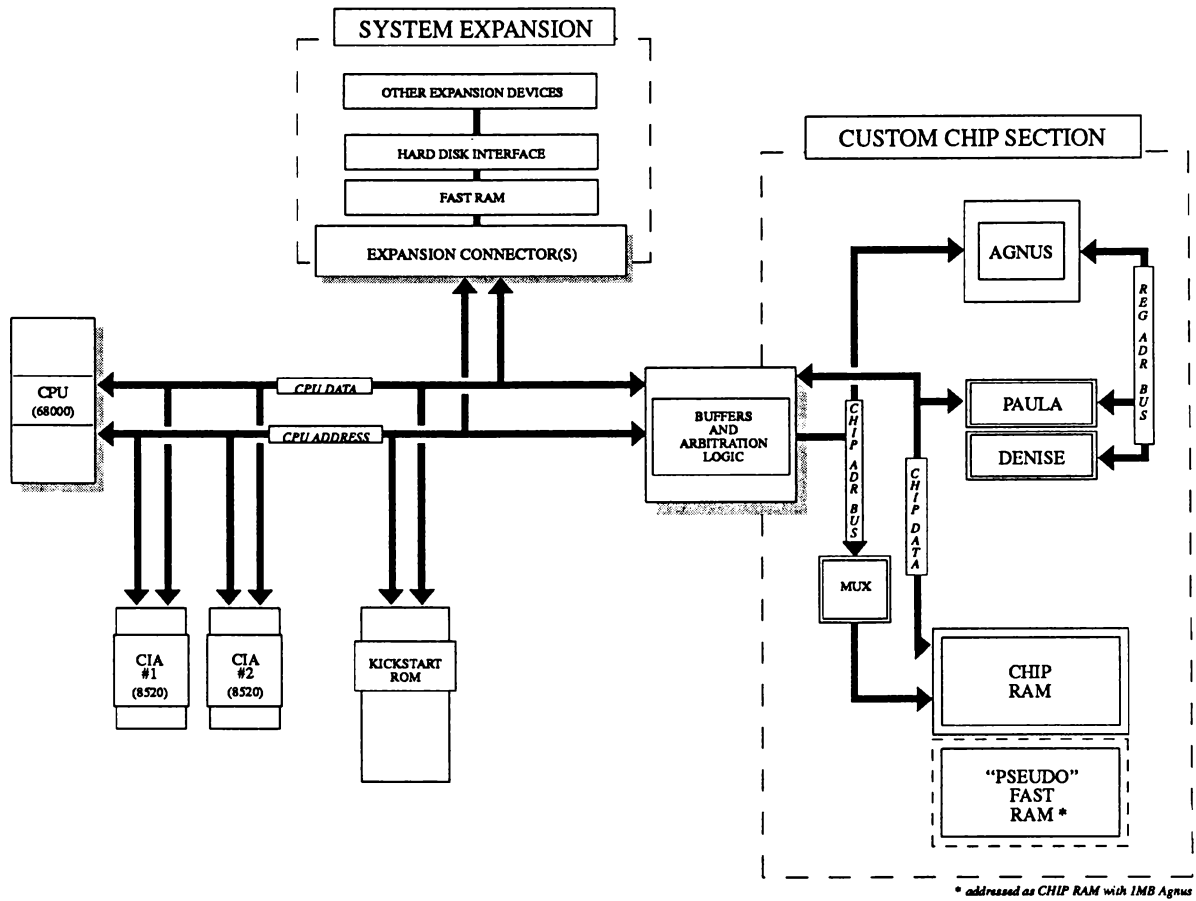 SYSTEM EXPANSION
OTHER EXPANSION DEVICES
HARD DISK INTERFACE
FAST RAM
EXPANSION CONNECTOR(S)
CUSTOM CHIP SECTION
AGNUS
REG ADR BUS
CPU
(68000)
CPU DATA
CPU ADDRESS
BUFFERS
AND
ARBITRATION
LOGIC
CHIP ADR BUS
CHIP DATA
PAULA
DENISE
MUX
CIA
#1
(8520)
CIA
#2
(8520)
KICKSTART
ROM
CHIP
RAM
“PSEUDO”
FAST
RAM *
* addressed as CHIP RAM with 1MB Agnus